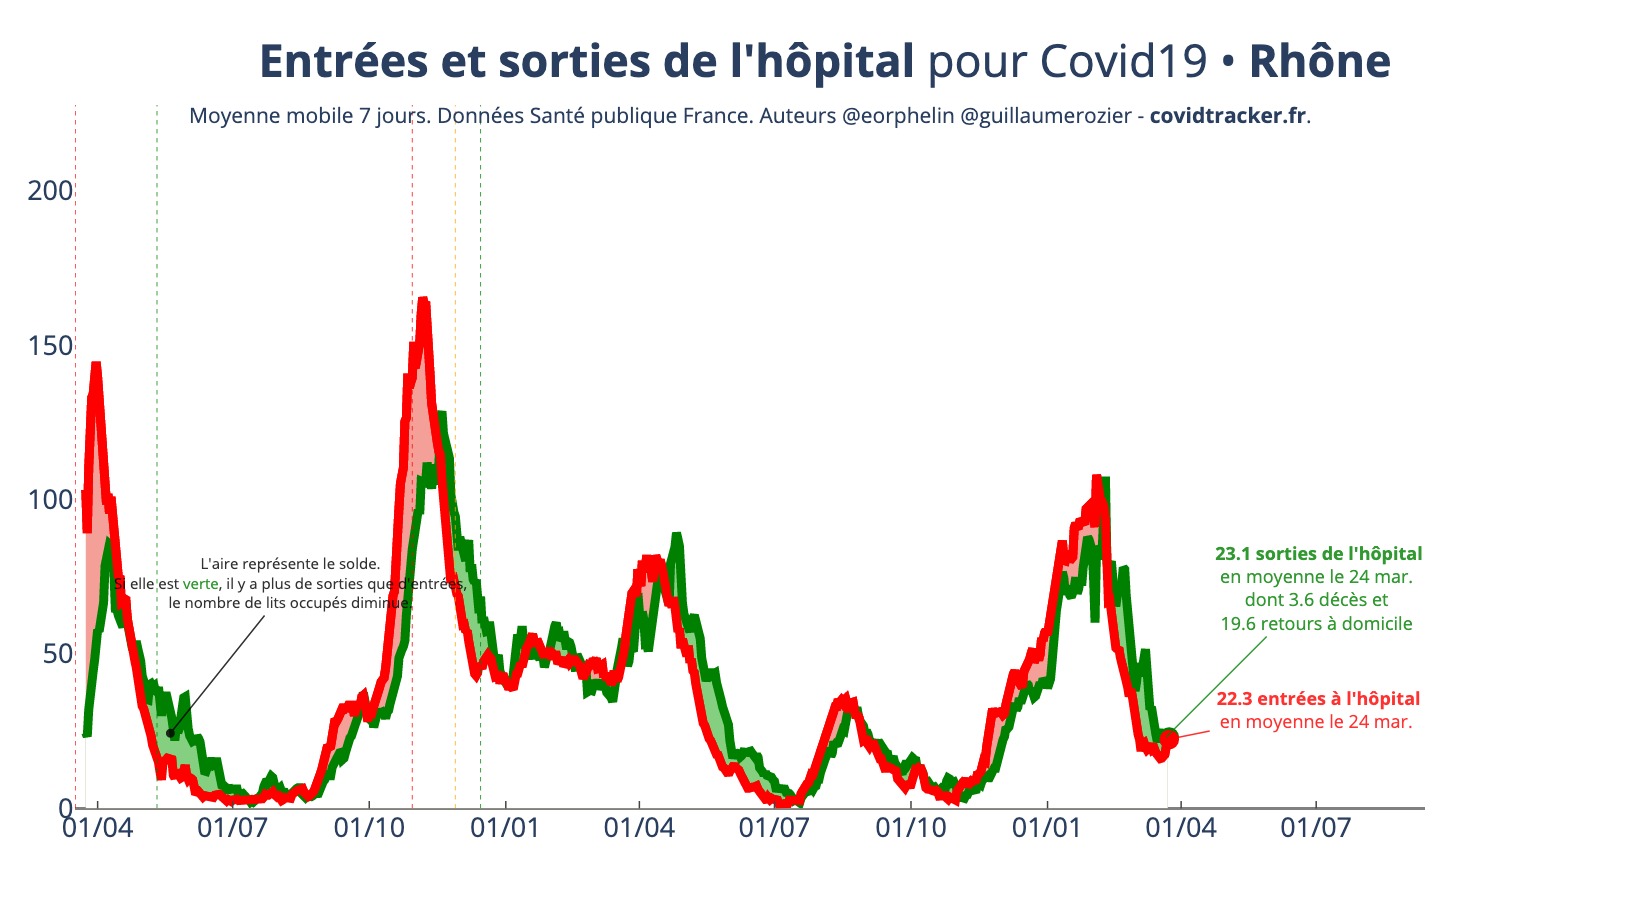 Entrées et sorties de l'hôpital pour Covid19 • Rhône
Moyenne mobile 7 jours. Données Santé publique France. Auteurs @eorphelin @guillaumerozier - covidtracker.fr.
200
150
100
50
0
L'aire représente le solde.
Si elle est verte, il y a plus de sorties que d'entrées,
le nombre de lits occupés diminue.
23.1 sorties de l'hôpital
en moyenne le 24 mar.
dont 3.6 décès et
19.6 retours à domicile
22.3 entrées à l'hôpital
en moyenne le 24 mar.
01/04 01/07 01/10 01/01 01/04 01/07 01/10 01/01 01/04 01/07